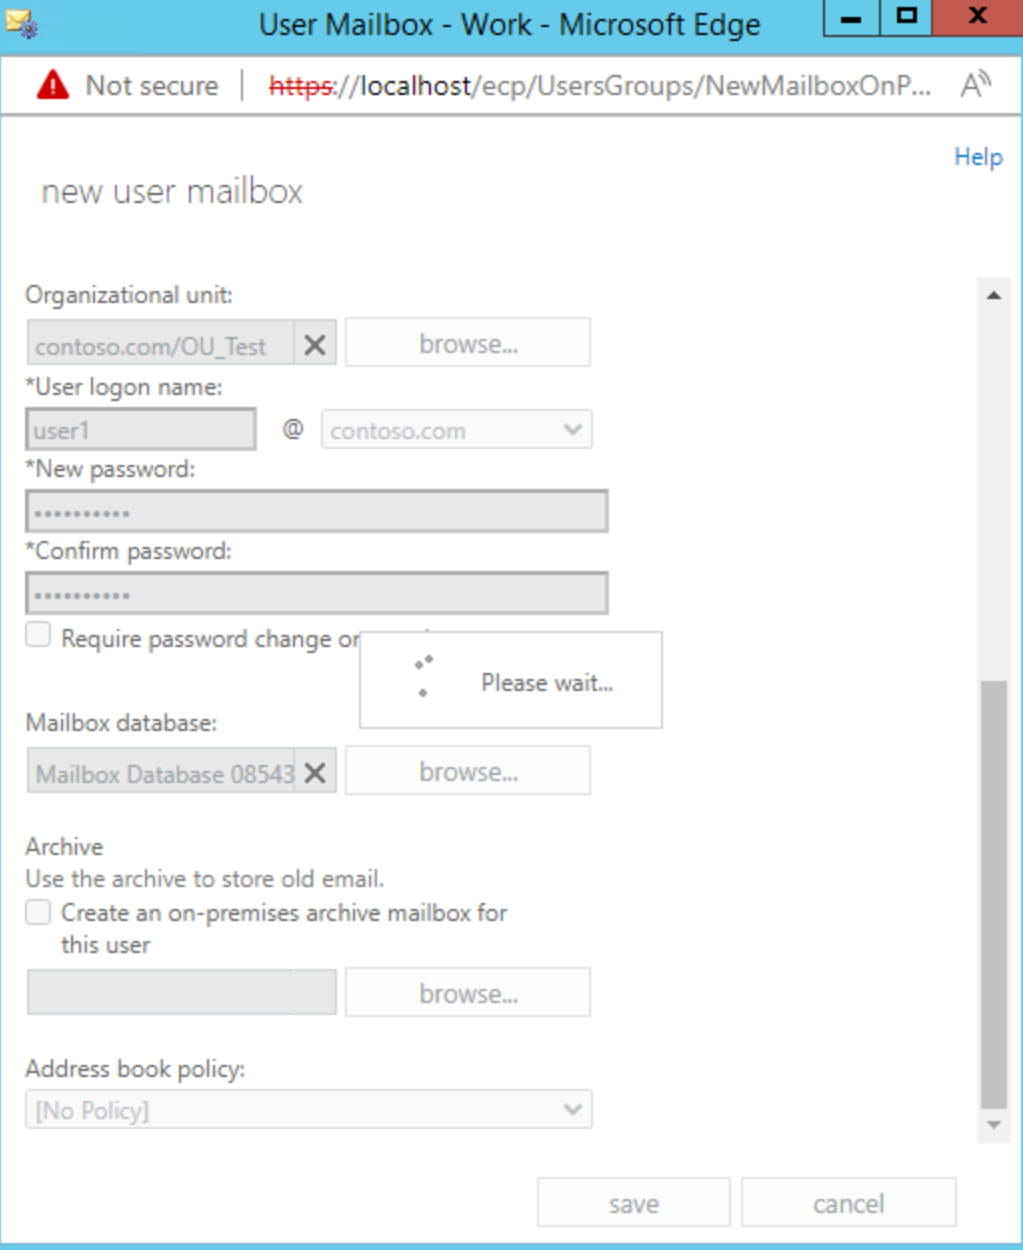 User Mailbox - Work - Microsoft Edge
Not secure | https://localhost/ecp/UsersGroups/NewMailboxOnP...
Help
new user mailbox
Organizational unit:
contoso.com/OU_Test browse...
*User logon name:
user1 @ contoso.com
*New password:
••••••••••
*Confirm password:
••••••••••
Require password change
Please wait...
Mailbox database:
Mailbox Database 08543 browse...
Archive
Use the archive to store old email.
Create an on-premises archive mailbox for
this user
browse...
Address book policy:
[No Policy]
save cancel